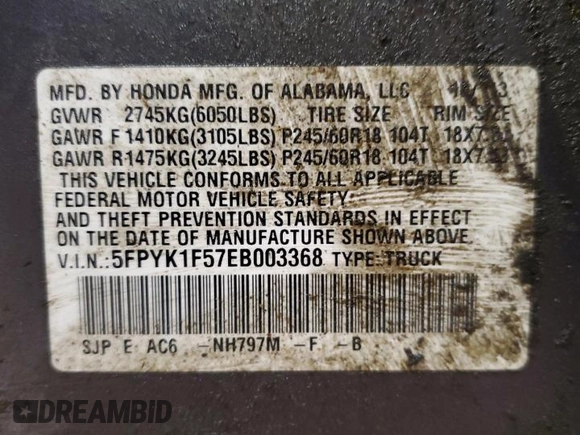 MFD. BY HONDA MFG. OF ALABAMA, LLC
GVWR 2745KG(6050LBS) TIRE SIZE RIM SIZE
GAWR F 1410KG(3105LBS) P245/60R18 104T
GAWR R1475KG(3245LBS) P245/60R18 104T
THIS VEHICLE CONFORMS TO ALL APPLICABLE
FEDERAL MOTOR VEHICLE SAFETY
AND THEFT PREVENTION STANDARDS IN EFFECT
ON THE DATE OF MANUFACTURE SHOWN ABOVE.
V.I.N.:5FPYK1F57EB003368 TYPE:TRUCK
SJP E AC6 -NH797M -F -B
DREAMBID